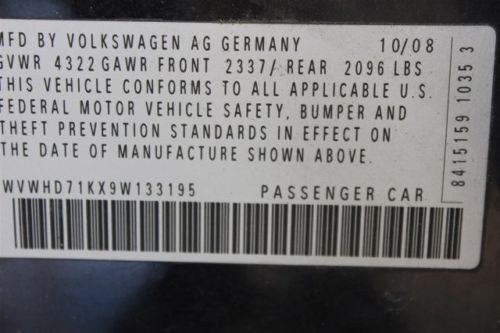 MFD BY VOLKSWAGEN AG GERMANY 10/08
GVWR 4322 GAWR FRONT 2337/ REAR 2096 LBS
THIS VEHICLE CONFORMS TO ALL APPLICABLE U.S.
FEDERAL MOTOR VEHICLE SAFETY, BUMPER AND
THEFT PREVENTION STANDARDS IN EFFECT ON
THE DATE OF MANUFACTURE SHOWN ABOVE.
WVWHD71KX9W133195 PASSENGER CAR
84151159 1035 3